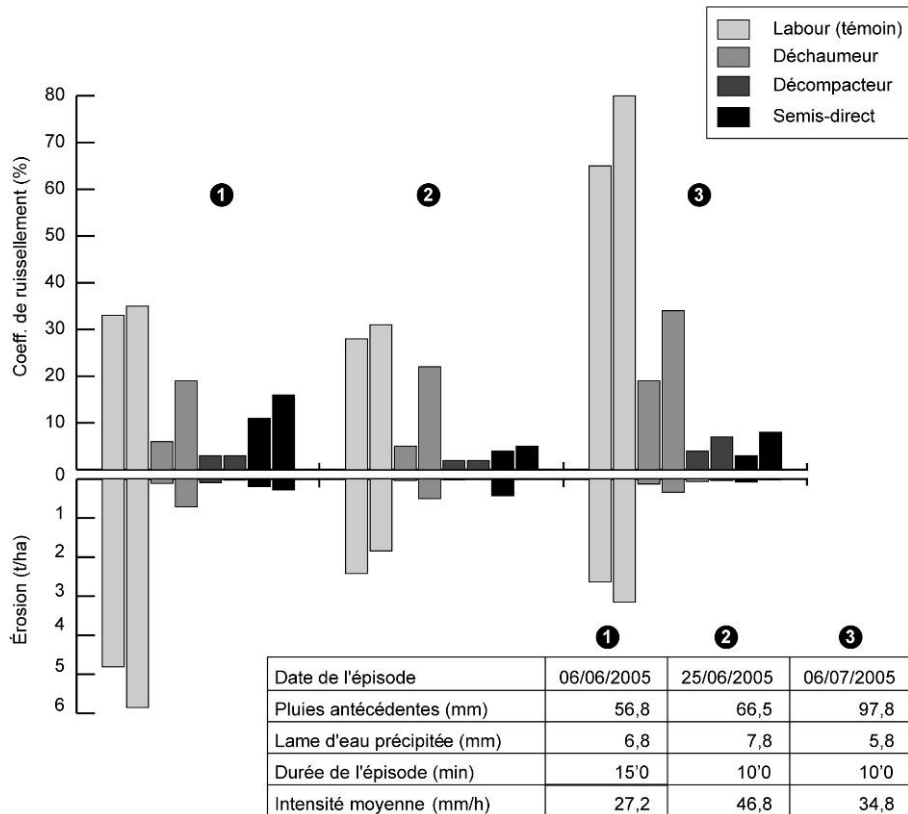 Labour (témoin)
Déchaumeur
Décompacteur
Semis-direct
Coeff. de ruissellement (%)
80
70
60
50
40
30
20
10
0
1
2
3
Érosion (t/ha)
0
1
2
3
4
5
6
1 2 3
Date de l'épisode 06/06/2005 25/06/2005 06/07/2005
Pluies antécédentes (mm) 56,8 66,5 97,8
Lame d'eau précipitée (mm) 6,8 7,8 5,8
Durée de l'épisode (min) 15'0 10'0 10'0
Intensité moyenne (mm/h) 27,2 46,8 34,8